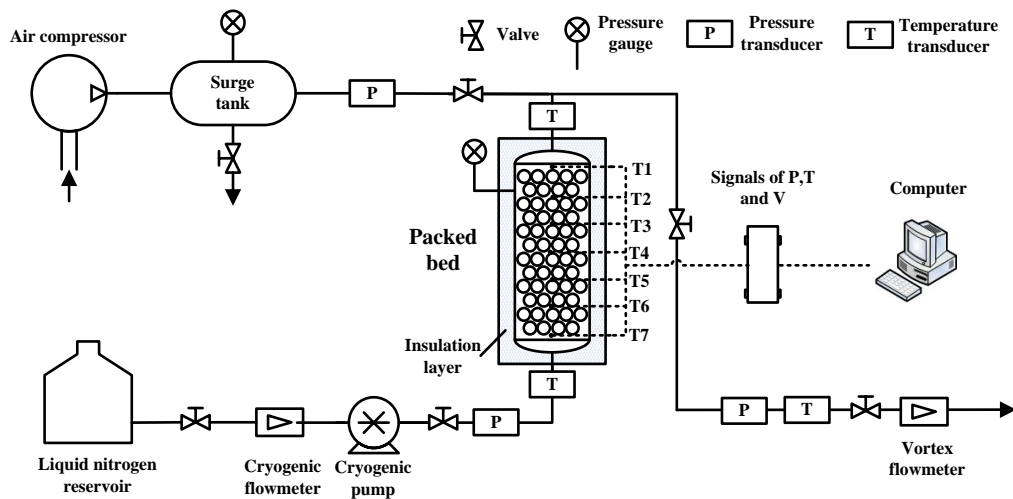 Air compressor
Surge
tank
P
Valve
Pressure
gauge
P
Pressure
transducer
T
Temperature
transducer
T
T1
T2
T3
T4
T5
T6
T7
Packed
bed
Insulation
layer
Signals of P,T
and V
Computer
T
P
P
T
Liquid nitrogen
reservoir
Cryogenic
flowmeter
Cryogenic
pump
Vortex
flowmeter